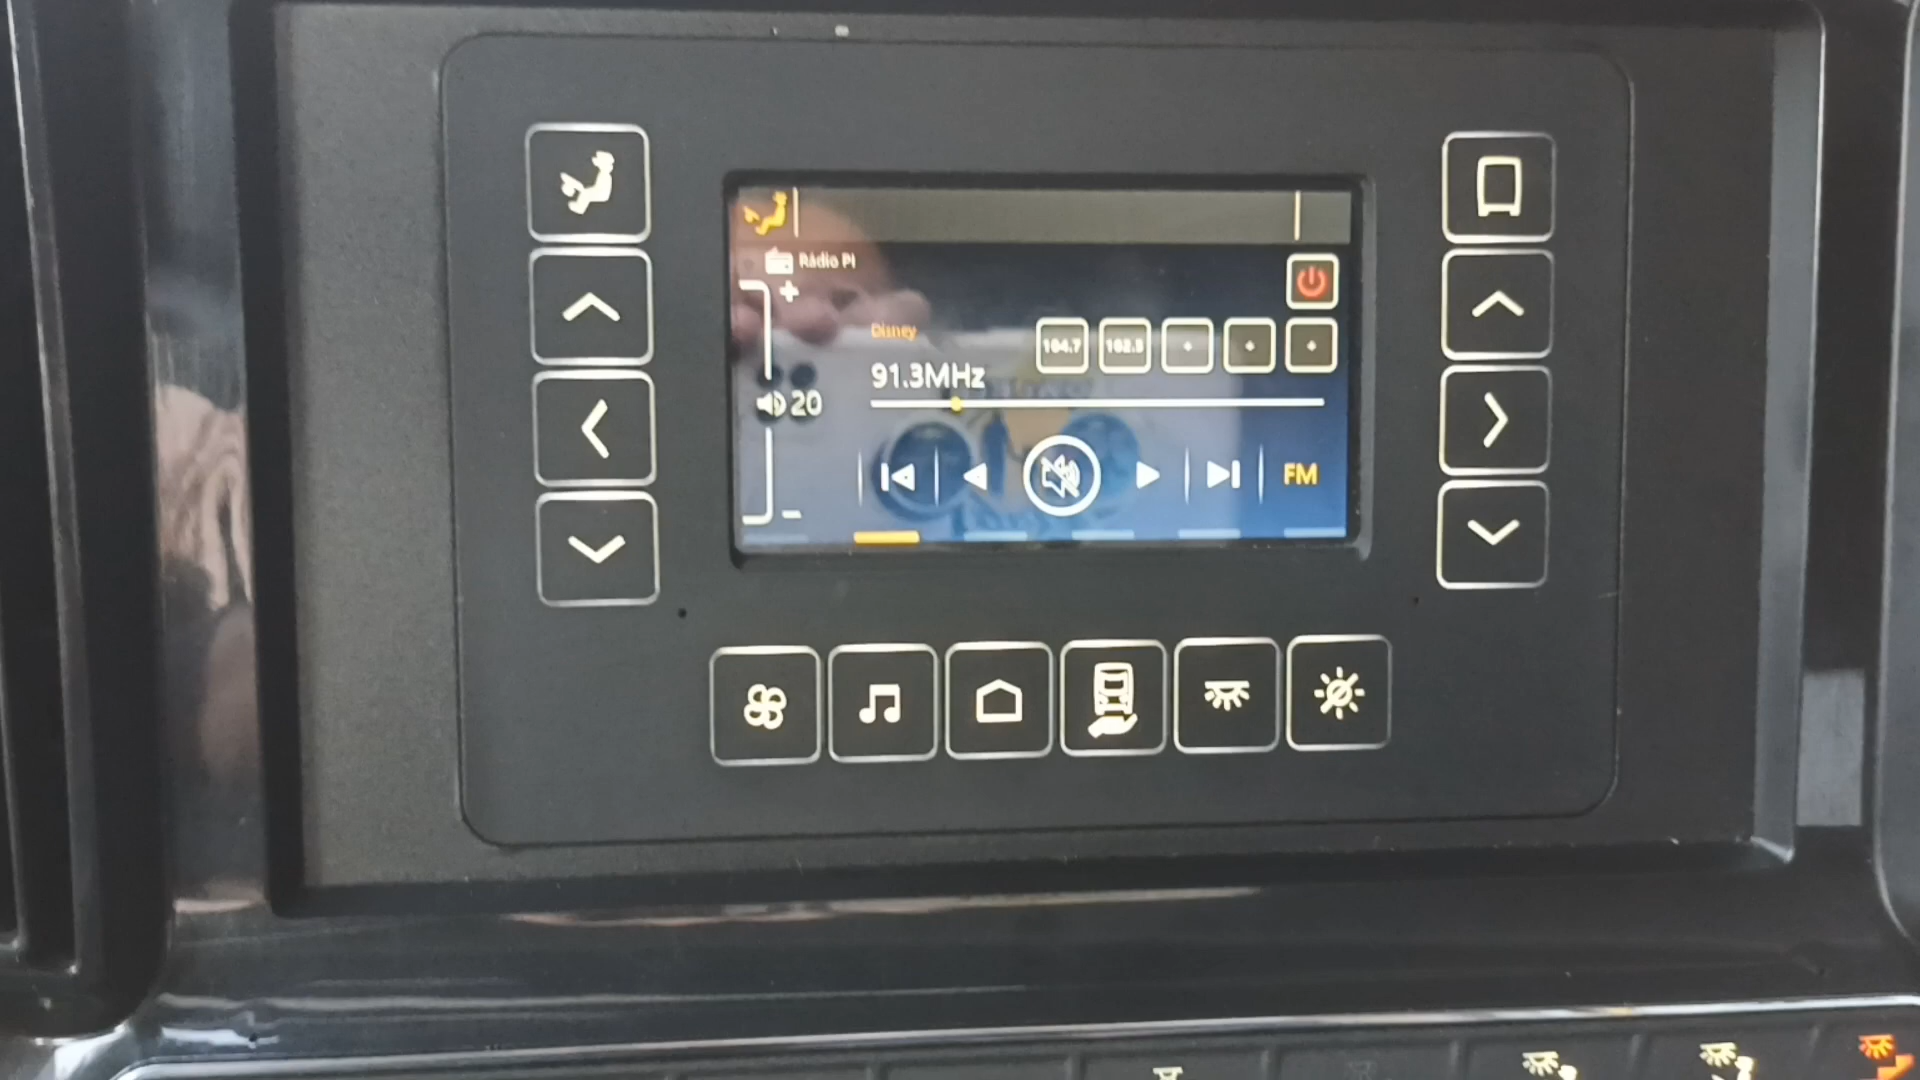 Rádio PI
+
Disney
104.7 102.5 + + +
91.3MHz
20
FM
-